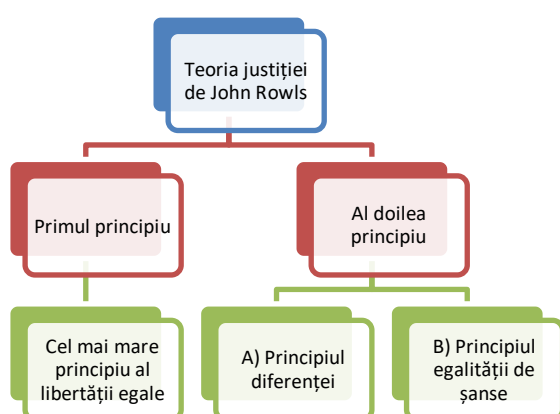 Teoria justiției
de John Rowls
Primul principiu
Al doilea
principiu
Cel mai mare
principiu al
libertății egale
A) Principiul
diferenței
B) Principiul
egalității de
șanse